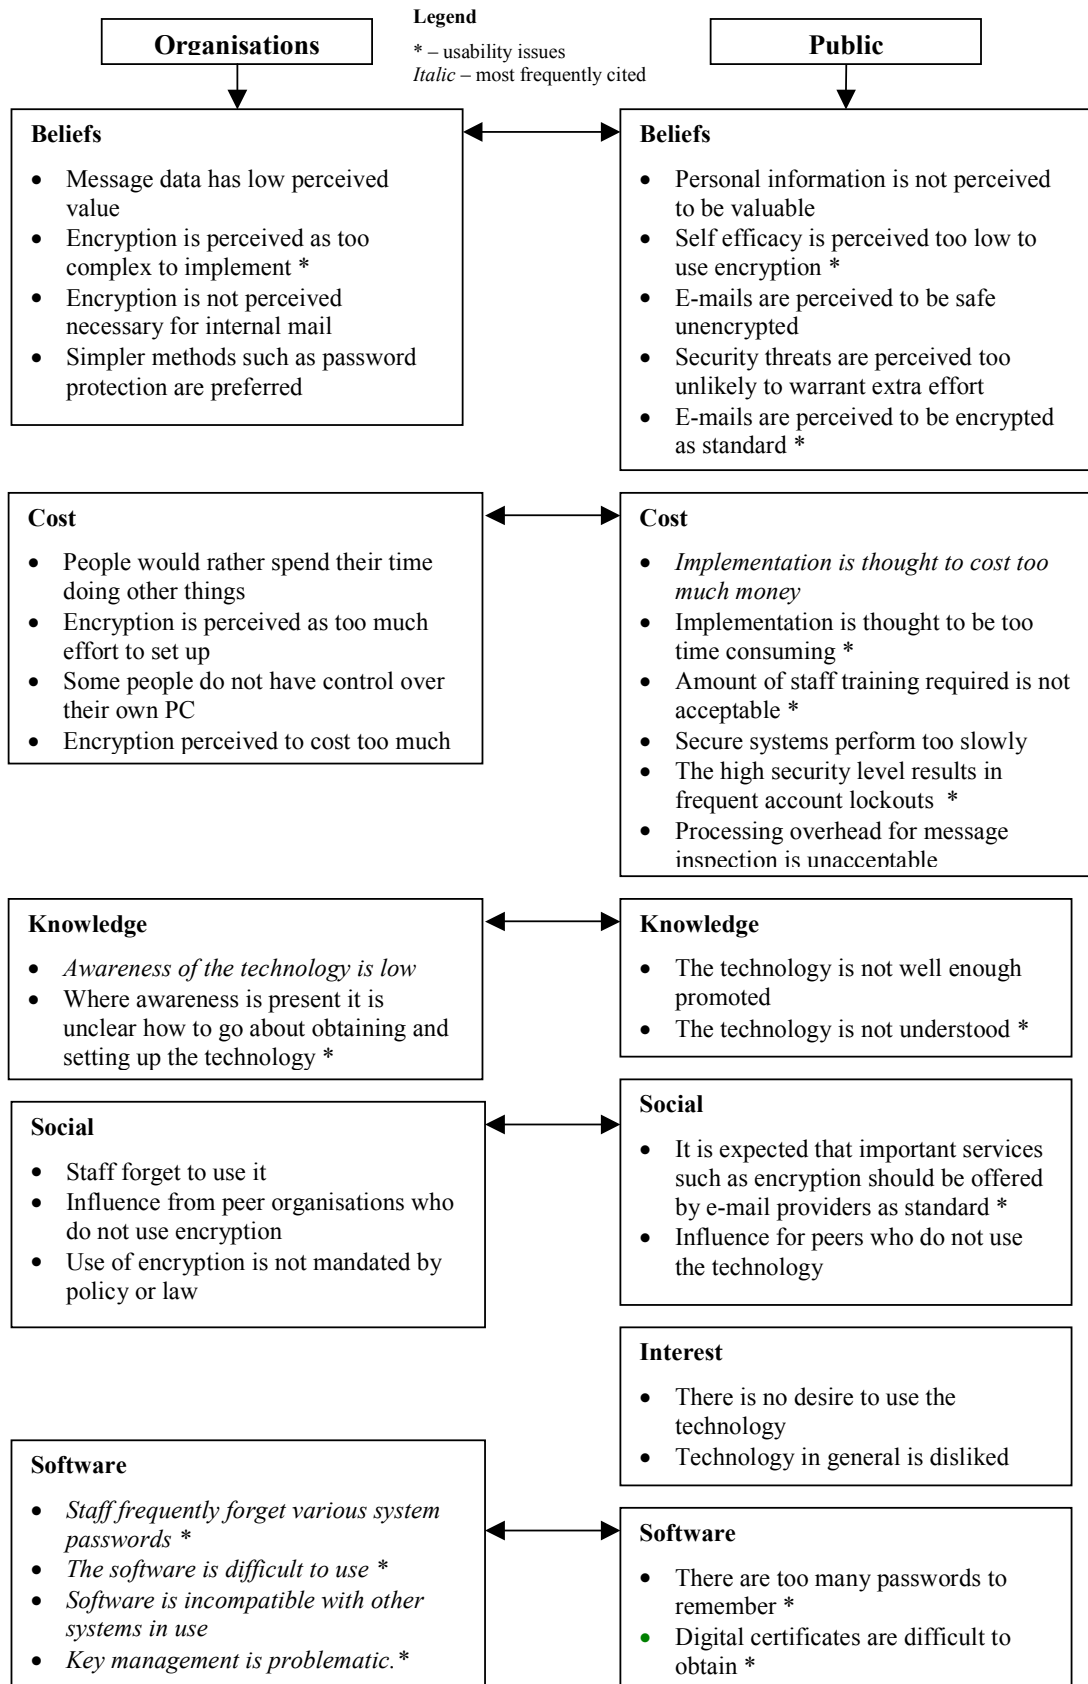 Legend
* – usability issues
Italic – most frequently cited
Organisations
Beliefs
• Message data has low perceived
value
• Encryption is perceived as too
complex to implement *
• Encryption is not perceived
necessary for internal mail
• Simpler methods such as password
protection are preferred
Cost
• People would rather spend their time
doing other things
• Encryption is perceived as too much
effort to set up
• Some people do not have control over
their own PC
• Encryption perceived to cost too much
Knowledge
• Awareness of the technology is low
• Where awareness is present it is
unclear how to go about obtaining and
setting up the technology *
Social
• Staff forget to use it
• Influence from peer organisations who
do not use encryption
• Use of encryption is not mandated by
policy or law
Software
• Staff frequently forget various system
passwords *
• The software is difficult to use *
• Software is incompatible with other
systems in use
• Key management is problematic.*
Public
Beliefs
• Personal information is not perceived
to be valuable
• Self efficacy is perceived too low to
use encryption *
• E-mails are perceived to be safe
unencrypted
• Security threats are perceived too
unlikely to warrant extra effort
• E-mails are perceived to be encrypted
as standard *
Cost
• Implementation is thought to cost too
much money
• Implementation is thought to be too
time consuming *
• Amount of staff training required is not
acceptable *
• Secure systems perform too slowly
• The high security level results in
frequent account lockouts *
• Processing overhead for message
inspection is unacceptable
Knowledge
• The technology is not well enough
promoted
• The technology is not understood *
Social
• It is expected that important services
such as encryption should be offered
by e-mail providers as standard *
• Influence for peers who do not use
the technology
Interest
• There is no desire to use the
technology
• Technology in general is disliked
Software
• There are too many passwords to
remember *
• Digital certificates are difficult to
obtain *